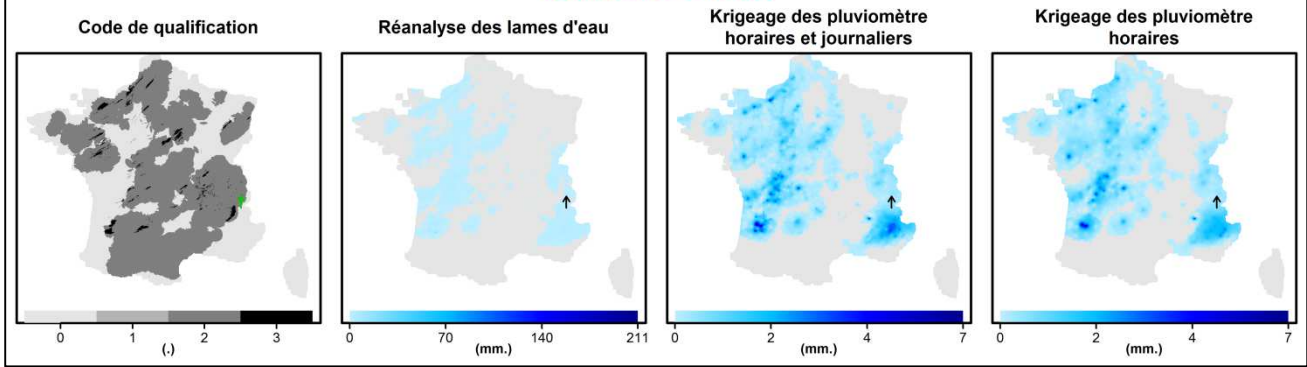 Code de qualification
Réanalyse des lames d'eau
Krigeage des pluviomètre
horaires et journaliers
Krigeage des pluviomètre
horaires
0 1 2 3
(.)
0 70 140 211
(mm.)
0 2 4 7
(mm.)
0 2 4 7
(mm.)